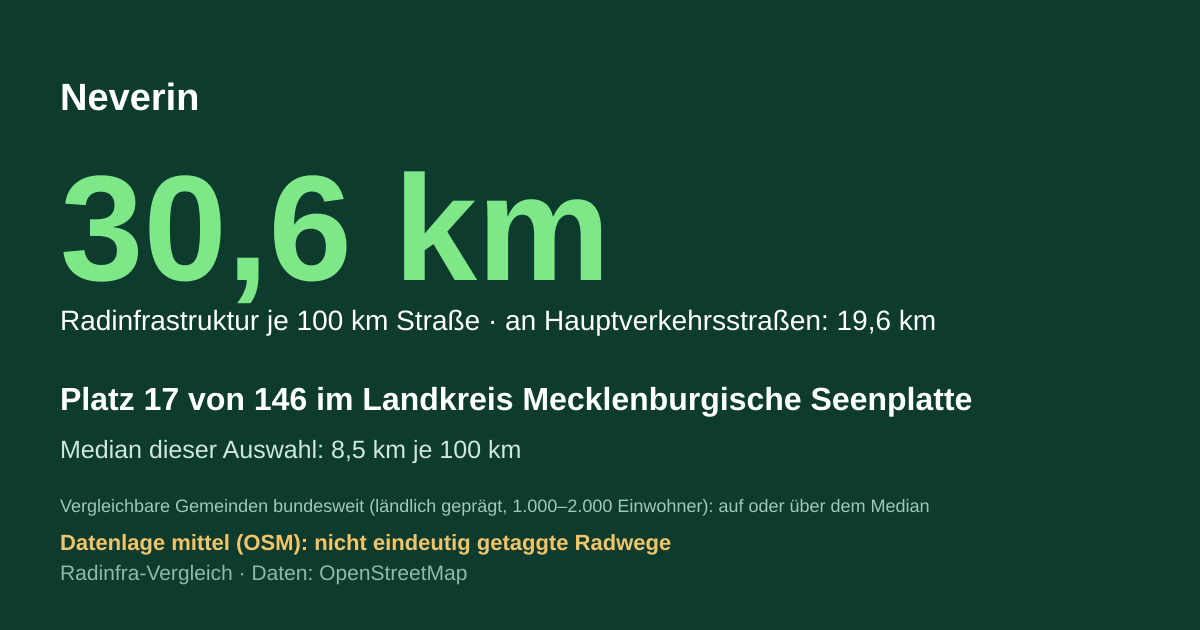 Neverin
30,6 km
Radinfrastruktur je 100 km Straße · an Hauptverkehrsstraßen: 19,6 km
Platz 17 von 146 im Landkreis Mecklenburgische Seenplatte
Median dieser Auswahl: 8,5 km je 100 km
Vergleichbare Gemeinden bundesweit (ländlich geprägt, 1.000–2.000 Einwohner): auf oder über dem Median
Datenlage mittel (OSM): nicht eindeutig getaggte Radwege
Radinfra-Vergleich · Daten: OpenStreetMap